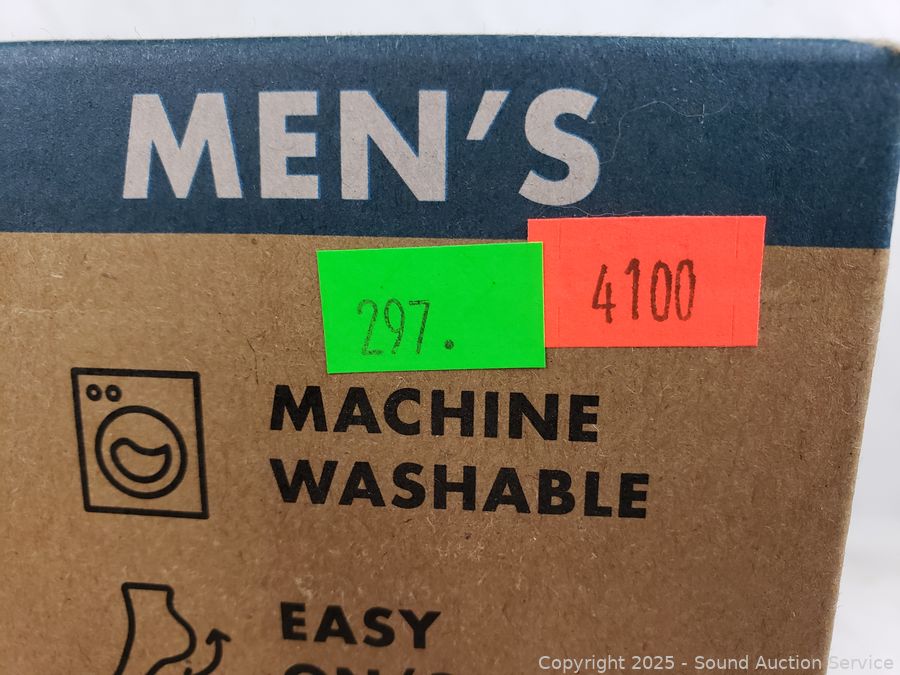 MEN'S
297.
4100
MACHINE
WASHABLE
EASY
Copyright 2025 - Sound Auction Service